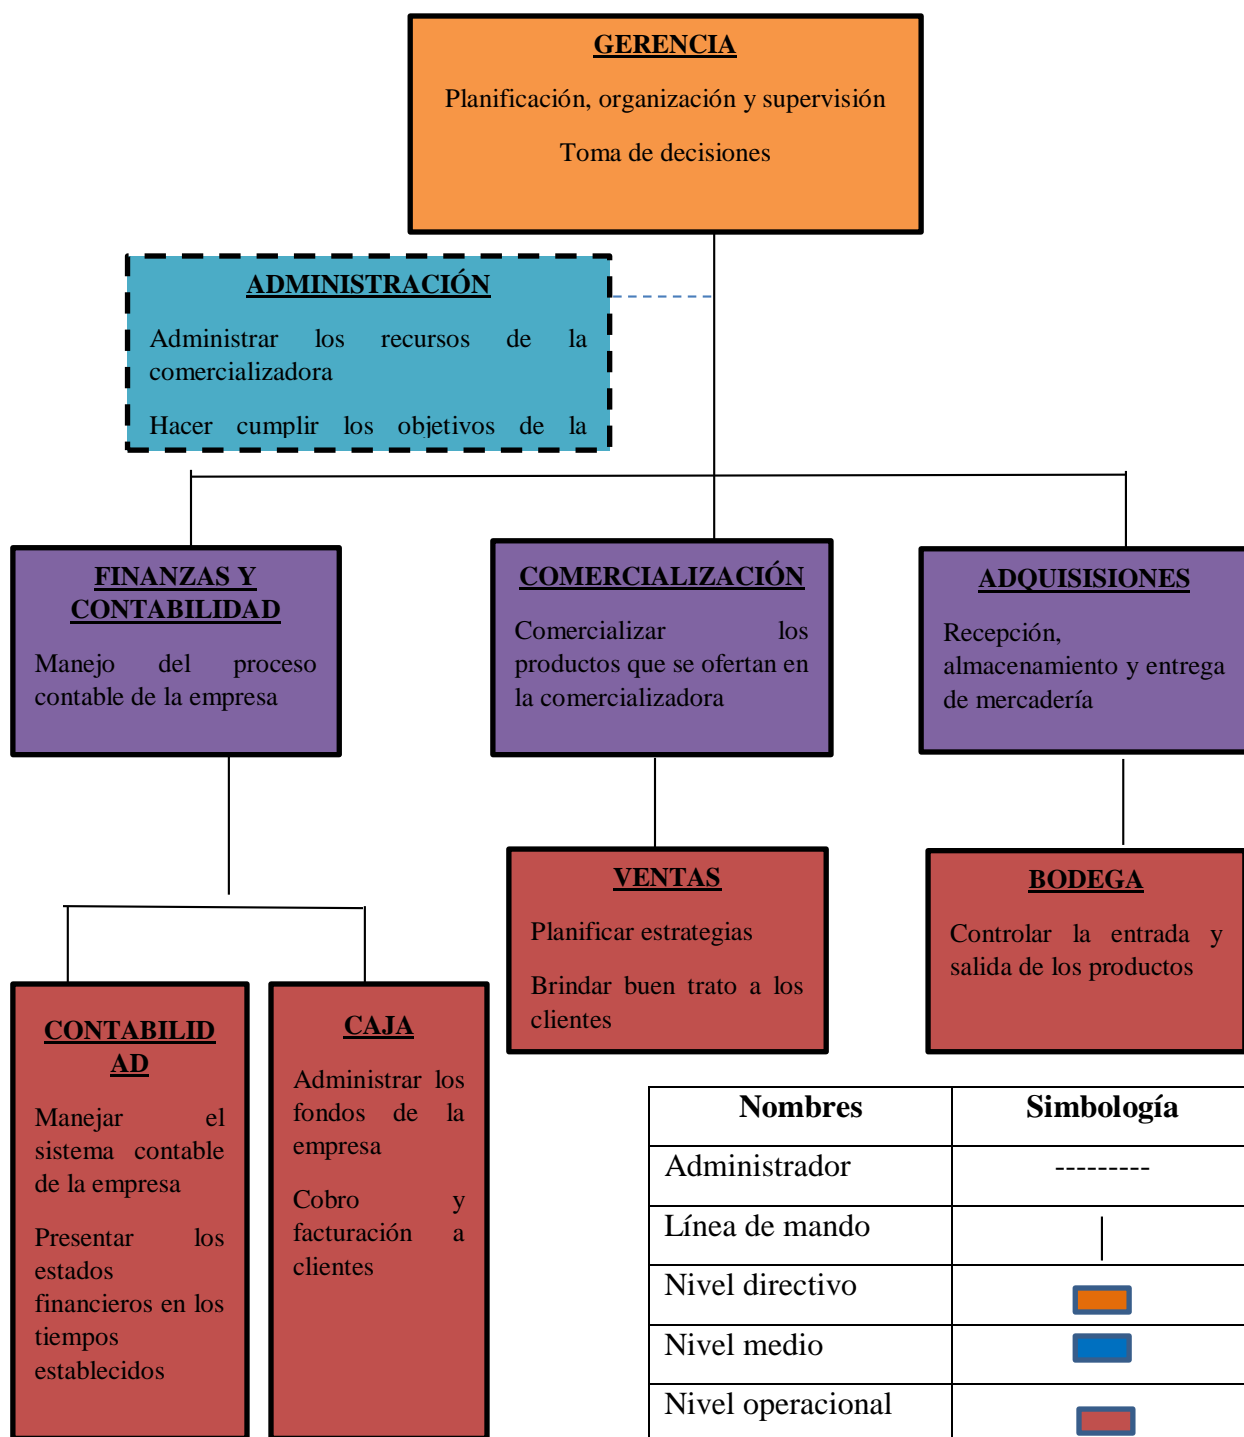 GERENCIA
Planificación, organización y supervisión
Toma de decisiones
ADMINISTRACIÓN
Administrar los recursos de la
comercializadora
Hacer cumplir los objetivos de la
FINANZAS Y
CONTABILIDAD
Manejo del proceso
contable de la empresa
COMERCIALIZACIÓN
Comercializar los
productos que se ofertan en
la comercializadora
ADQUISISIONES
Recepción,
almacenamiento y entrega
de mercadería
VENTAS
Planificar estrategias
Brindar buen trato a los
clientes
BODEGA
Controlar la entrada y
salida de los productos
CONTABILID
AD
Manejar el
sistema contable
de la empresa
Presentar los
estados
financieros en los
tiempos
establecidos
CAJA
Administrar los
fondos de la
empresa
Cobro y
facturación a
clientes
Nombres Simbología
Administrador ---------
Línea de mando
Nivel directivo
Nivel medio
Nivel operacional